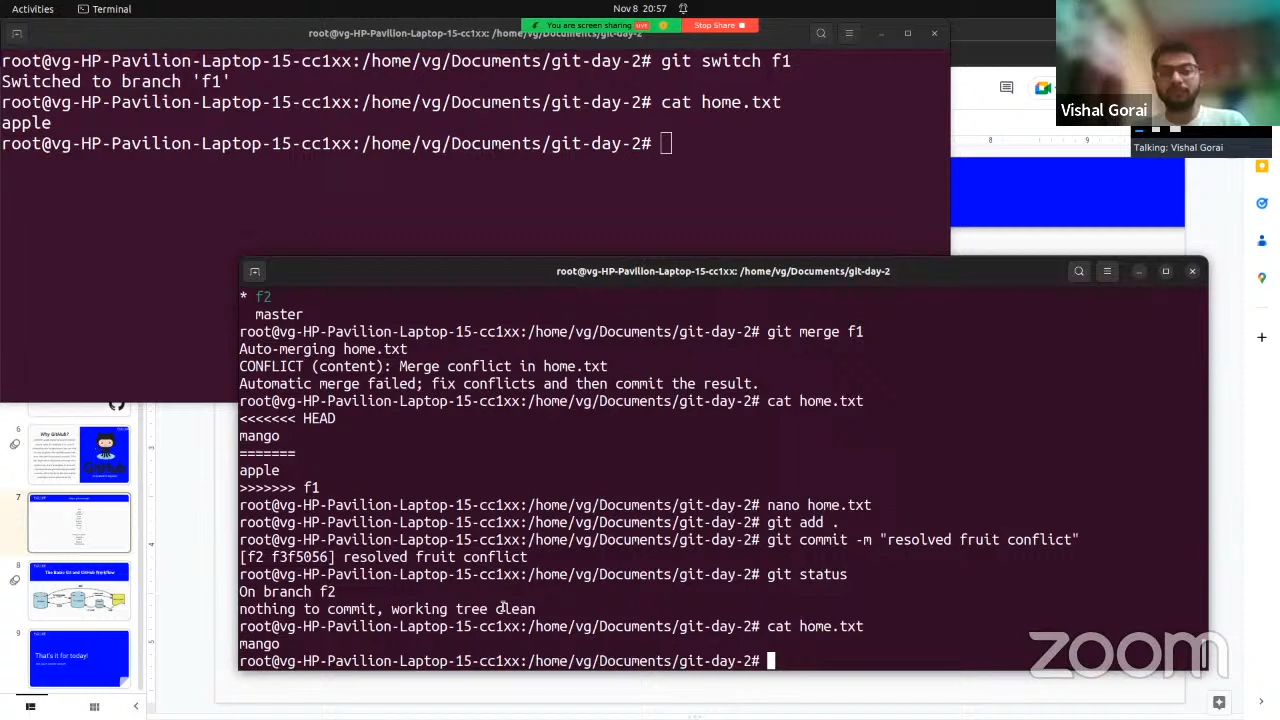 Activities
Terminal
Nov 8 20:57
You are screen sharing
LIVE
Stop Share
root@vg-HP-Pavilion-Laptop-15-cc1xx: /home/vg/Documents/git-day-2
root@vg-HP-Pavilion-Laptop-15-cc1xx:/home/vg/Documents/git-day-2# git switch f1
Switched to branch 'f1'
root@vg-HP-Pavilion-Laptop-15-cc1xx:/home/vg/Documents/git-day-2# cat home.txt
apple
root@vg-HP-Pavilion-Laptop-15-cc1xx:/home/vg/Documents/git-day-2#
Vishal Gorai
Talking: Vishal Gorai
8
9
root@vg-HP-Pavilion-Laptop-15-cc1xx: /home/vg/Documents/git-day-2
* f2
master
root@vg-HP-Pavilion-Laptop-15-cc1xx:/home/vg/Documents/git-day-2# git merge f1
Auto-merging home.txt
CONFLICT (content): Merge conflict in home.txt
Automatic merge failed; fix conflicts and then commit the result.
root@vg-HP-Pavilion-Laptop-15-cc1xx:/home/vg/Documents/git-day-2# cat home.txt
<<<<<<< HEAD
mango
=======
apple
>>>>>>> f1
root@vg-HP-Pavilion-Laptop-15-cc1xx:/home/vg/Documents/git-day-2# nano home.txt
root@vg-HP-Pavilion-Laptop-15-cc1xx:/home/vg/Documents/git-day-2# git add .
root@vg-HP-Pavilion-Laptop-15-cc1xx:/home/vg/Documents/git-day-2# git commit -m "resolved fruit conflict"
[f2 f3f5056] resolved fruit conflict
root@vg-HP-Pavilion-Laptop-15-cc1xx:/home/vg/Documents/git-day-2# git status
On branch f2
nothing to commit, working tree clean
root@vg-HP-Pavilion-Laptop-15-cc1xx:/home/vg/Documents/git-day-2# cat home.txt
mango
root@vg-HP-Pavilion-Laptop-15-cc1xx:/home/vg/Documents/git-day-2#
6
Why GitHub?
GitHub
7
8
The Basic Git and GitHub Workflow
9
That's it for today!
3
4
5
zoom